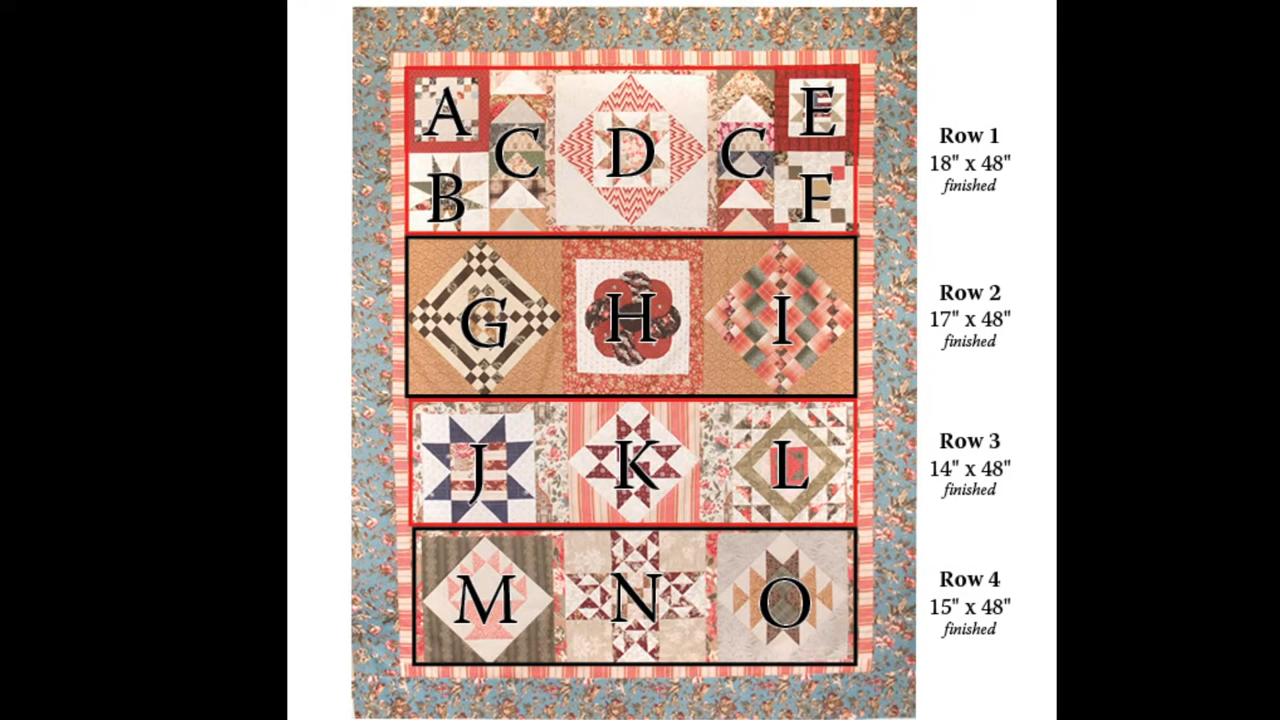 A
C
D
C
E
B
F
Row 1
18" x 48"
finished
G
H
I
Row 2
17" x 48"
finished
J
K
L
Row 3
14" x 48"
finished
M
N
O
Row 4
15" x 48"
finished